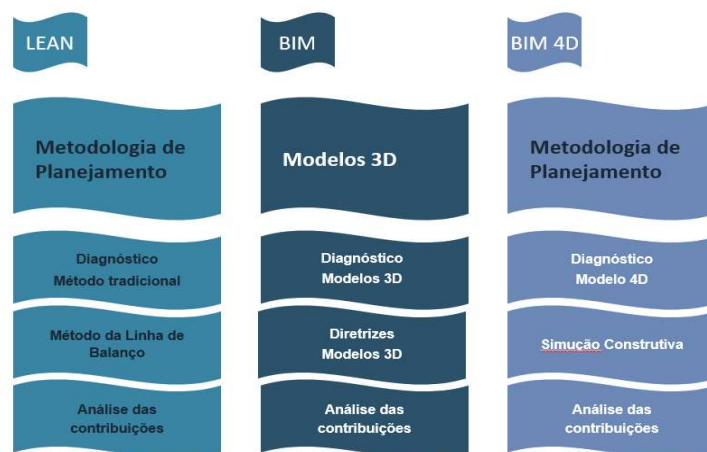 LEAN
Metodologia de
Planejamento
Diagnóstico
Método tradicional
Método da Linha de
Balanço
Análise das
contribuições
BIM
Modelos 3D
Diagnóstico
Modelos 3D
Diretrizes
Modelos 3D
Análise das
contribuições
BIM 4D
Metodologia de
Planejamento
Diagnóstico
Modelo 4D
Simução Construtiva
Análise das
contribuições